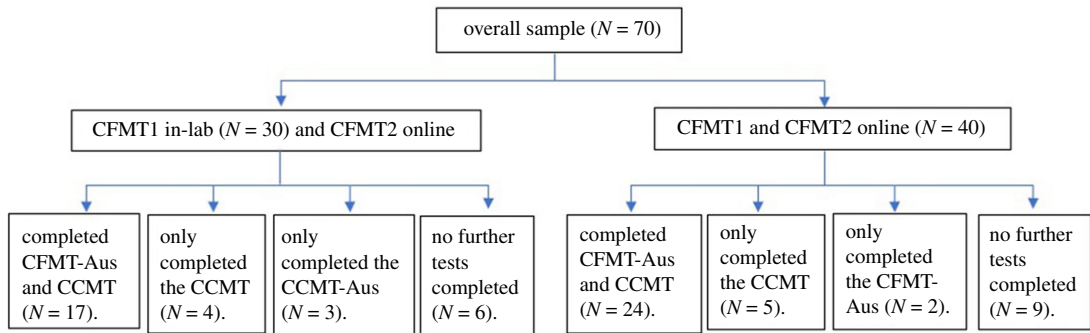 overall sample (N = 70)
CFMT1 in-lab (N = 30) and CFMT2 online
CFMT1 and CFMT2 online (N = 40)
completed
CFMT-Aus
and CCMT
(N = 17).
only
completed
the CCMT
(N = 4).
only
completed the
CCMT-Aus
(N = 3).
no further
tests
completed
(N = 6).
completed
CFMT-Aus
and CCMT
(N = 24).
only
completed
the CCMT
(N = 5).
only
completed
the CFMT-
Aus (N = 2).
no further
tests
completed
(N = 9).